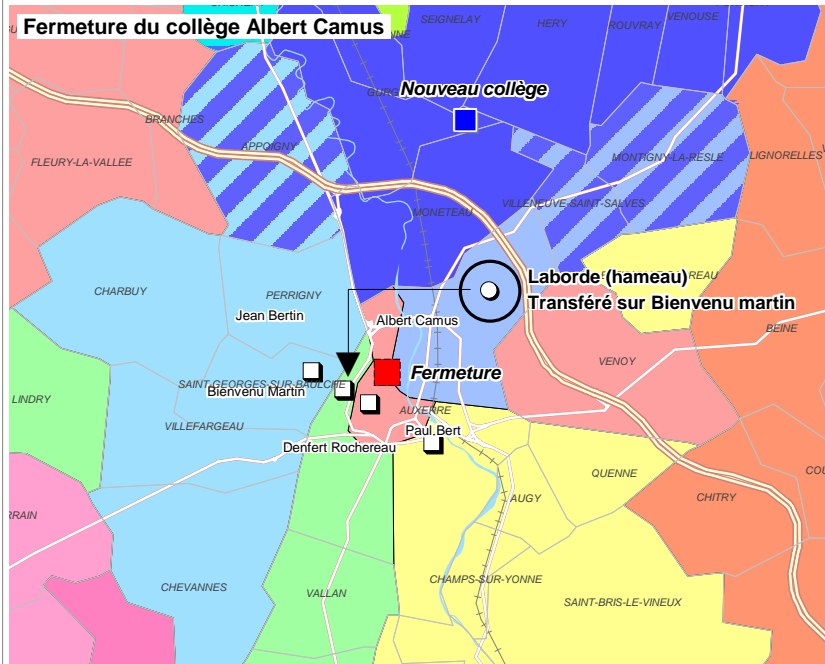 Fermeture du collège Albert Camus
SEIGNELAY
HERY
ROUVRAY
VENOUSE
Nouveau collège
BRANCHES
APPOIGNY
FLEURY-LA-VALLEE
MONTIGNY-LA-RESLE
LIGNORELLES
VILLENEUVE-SAINT-SALVES
MONETEAU
Laborde (hameau)
Transféré sur Bienvenu martin
CHARBUY
PERRIGNY
Jean Bertin
Albert Camus
BEINE
VENOY
Fermeture
SAINT-GEORGES-SUR-BAULCHE
Bienvenu Martin
LINDRY
AUXERRE
VILLEFARGEAU
Paul Bert
Denfert Rochereau
QUENNE
AUGY
CHITRY
CHAMPS-SUR-YONNE
CHEVANNES
VALLAN
SAINT-BRIS-LE-VINEUX